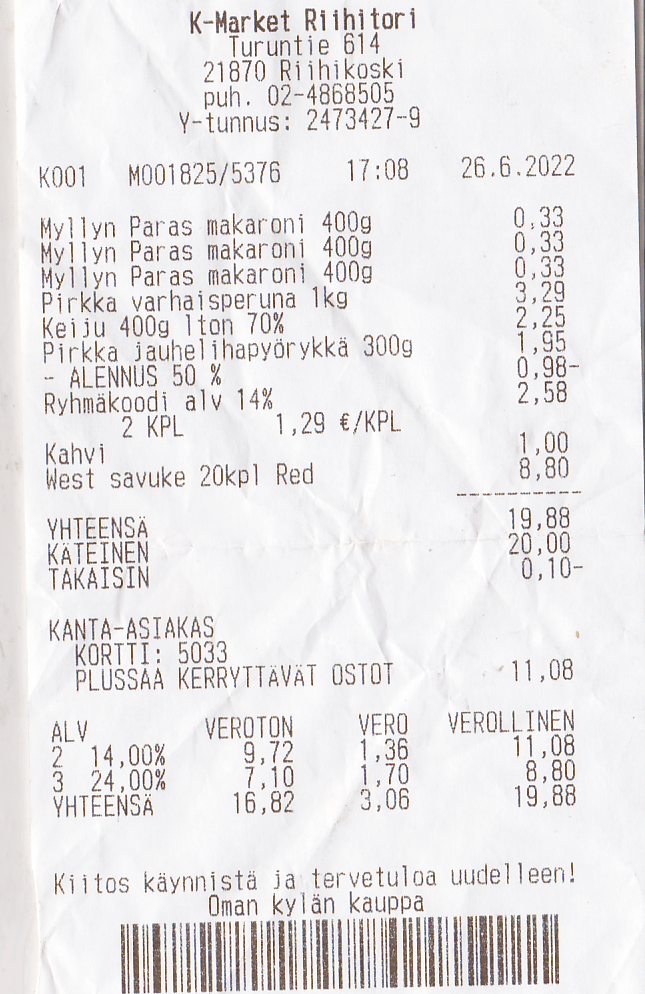 K-Market Riihitori
Turuntie 614
21870 Riihikoski
puh. 02-4868505
Y-tunnus: 2473427-9
K001 M001825/5376 17:08 26.6.2022
Myllyn Paras makaroni 400g 0,33
Myllyn Paras makaroni 400g 0,33
Myllyn Paras makaroni 400g 0,33
Pirkka varhaisperuna 1kg 3,29
Keiju 400g lton 70% 2,25
Pirkka jauhelihapyörykkä 300g 1,95
- ALENNUS 50 % 0,98-
Ryhmäkoodi alv 14% 2,58
2 KPL 1,29 €/KPL
Kahvi 1,00
West savuke 20kpl Red 8,80
----------
YHTEENSÄ 19,88
KÄTEINEN 20,00
TAKAISIN 0,10-
KANTA-ASIAKAS
KORTTI: 5033
PLUSSAA KERRYTTÄVÄT OSTOT 11,08
ALV VEROTON VERO VEROLLINEN
2 14,00% 9,72 1,36 11,08
3 24,00% 7,10 1,70 8,80
YHTEENSÄ 16,82 3,06 19,88
Kiitos käynnistä ja tervetuloa uudelleen!
Oman kylän kauppa